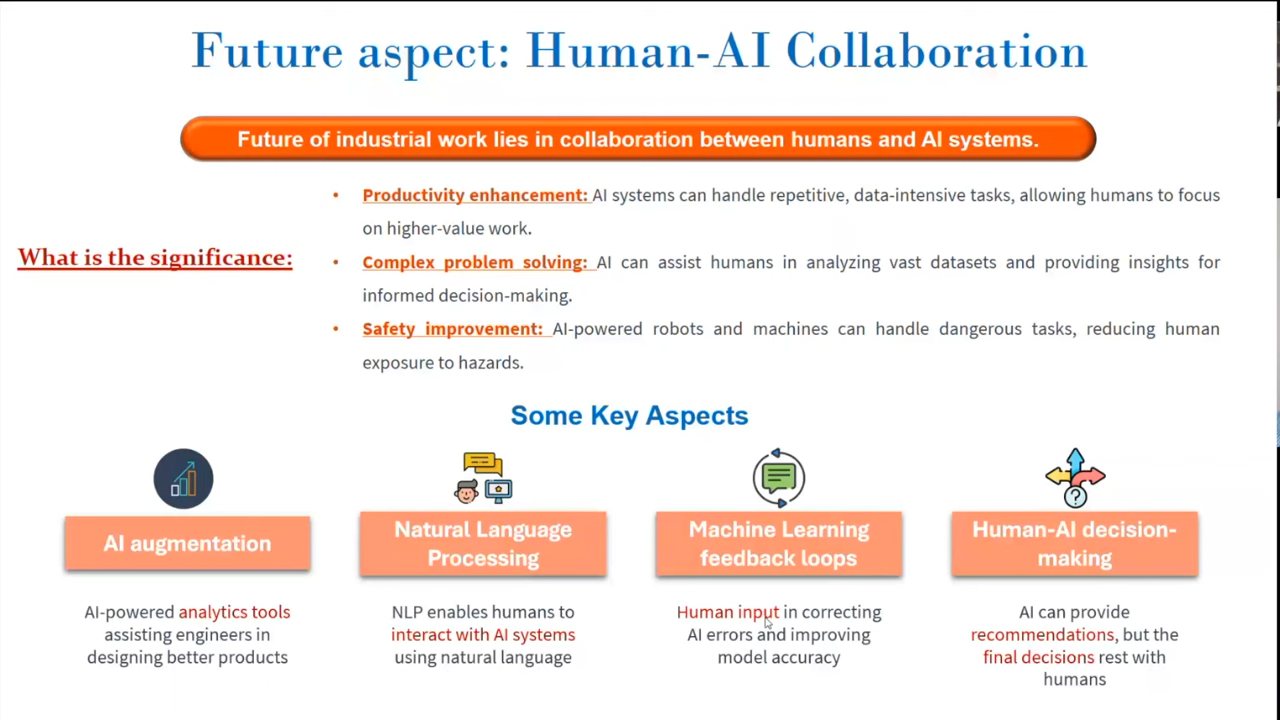 Future aspect: Human-AI Collaboration
Future of industrial work lies in collaboration between humans and AI systems.
What is the significance:
• Productivity enhancement: AI systems can handle repetitive, data-intensive tasks, allowing humans to focus
on higher-value work.
• Complex problem solving: AI can assist humans in analyzing vast datasets and providing insights for
informed decision-making.
• Safety improvement: AI-powered robots and machines can handle dangerous tasks, reducing human
exposure to hazards.
Some Key Aspects
AI augmentation
AI-powered analytics tools
assisting engineers in
designing better products
Natural Language
Processing
NLP enables humans to
interact with AI systems
using natural language
Machine Learning
feedback loops
Human input in correcting
AI errors and improving
model accuracy
?
Human-AI decision-
making
AI can provide
recommendations, but the
final decisions rest with
humans